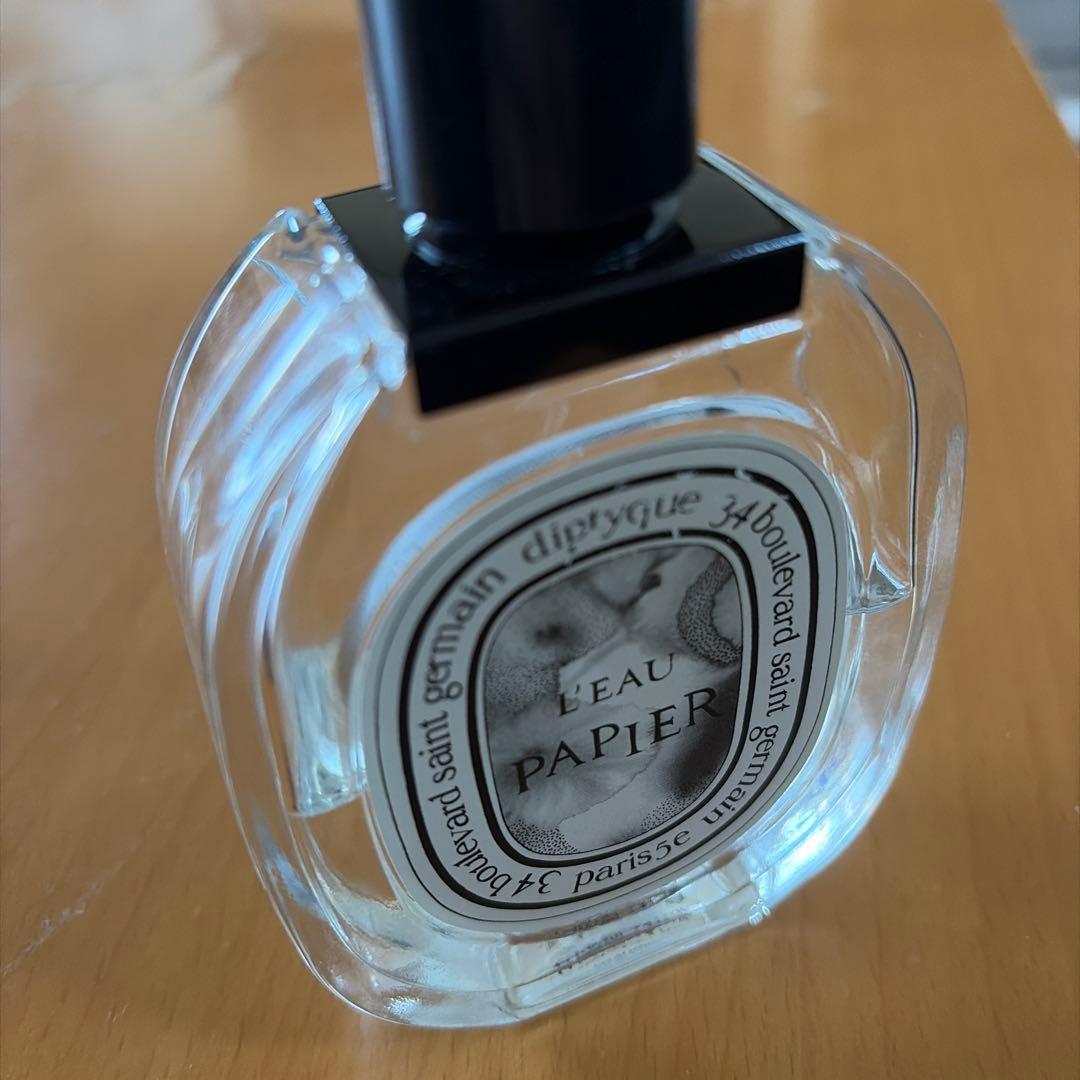 diptyque
34 boulevard saint germain
paris 5e
34 boulevard saint germain
L'EAU
PAPIER